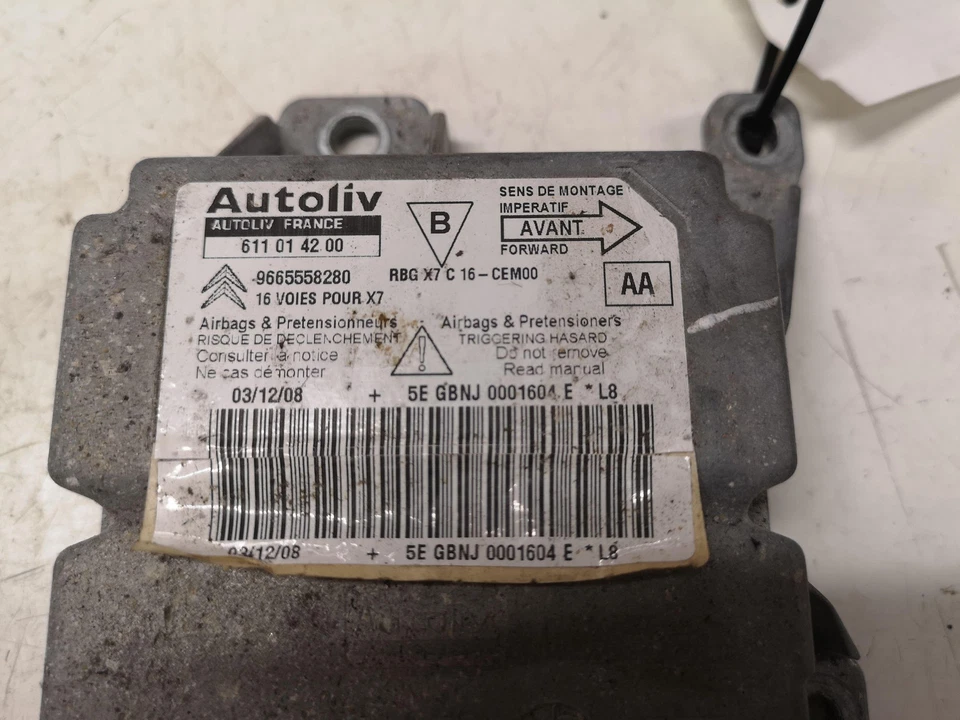 Autoliv
AUTOLIV FRANCE
611 01 42 00
B
SENS DE MONTAGE
IMPERATIF
AVANT
FORWARD
9665558280
RBG X7 C 16-CEM00
16 VOIES POUR X7
AA
Airbags & Pretensionneurs
RISQUE DE DECLENCHEMENT
Consulter la notice
Ne pas démonter
!
Airbags & Pretensioners
TRIGGERING HASARD
Do not remove
Read manual
03/12/08 + 5E GBNJ 0001604 E * L8
03/12/08 + 5E GBNJ 0001604 E * L8